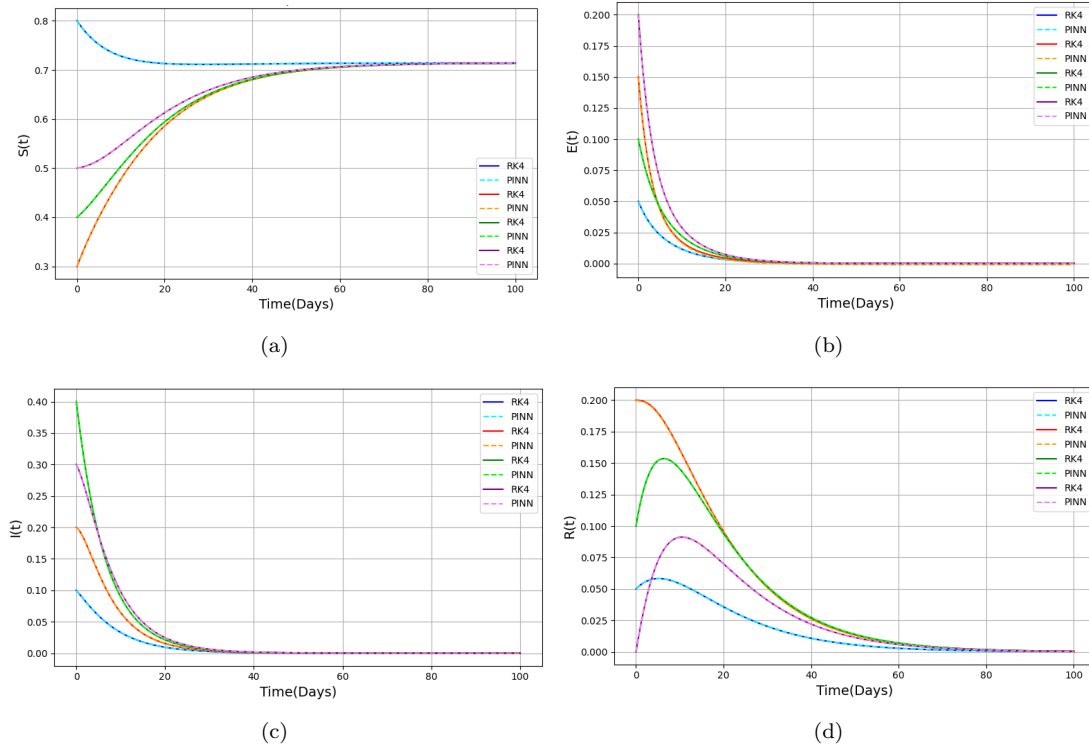 S(t)
0.8
0.7
0.6
0.5
0.4
0.3
RK4
PINN
RK4
PINN
RK4
PINN
RK4
PINN
0 20 40 60 80 100
Time(Days)
(a)
E(t)
0.200
0.175
0.150
0.125
0.100
0.075
0.050
0.025
0.000
RK4
PINN
RK4
PINN
RK4
PINN
RK4
PINN
0 20 40 60 80 100
Time(Days)
(b)
I(t)
0.40
0.35
0.30
0.25
0.20
0.15
0.10
0.05
0.00
RK4
PINN
RK4
PINN
RK4
PINN
RK4
PINN
0 20 40 60 80 100
Time(Days)
(c)
R(t)
0.200
0.175
0.150
0.125
0.100
0.075
0.050
0.025
0.000
RK4
PINN
RK4
PINN
RK4
PINN
RK4
PINN
0 20 40 60 80 100
Time(Days)
(d)